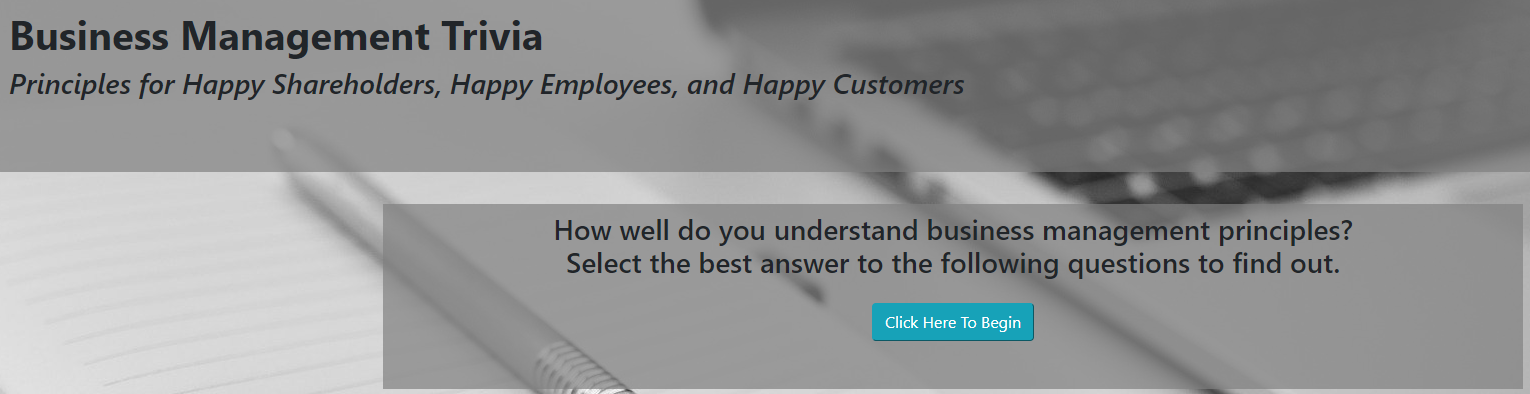 Business Management Trivia
Principles for Happy Shareholders, Happy Employees, and Happy Customers
How well do you understand business management principles?
Select the best answer to the following questions to find out.
Click Here To Begin